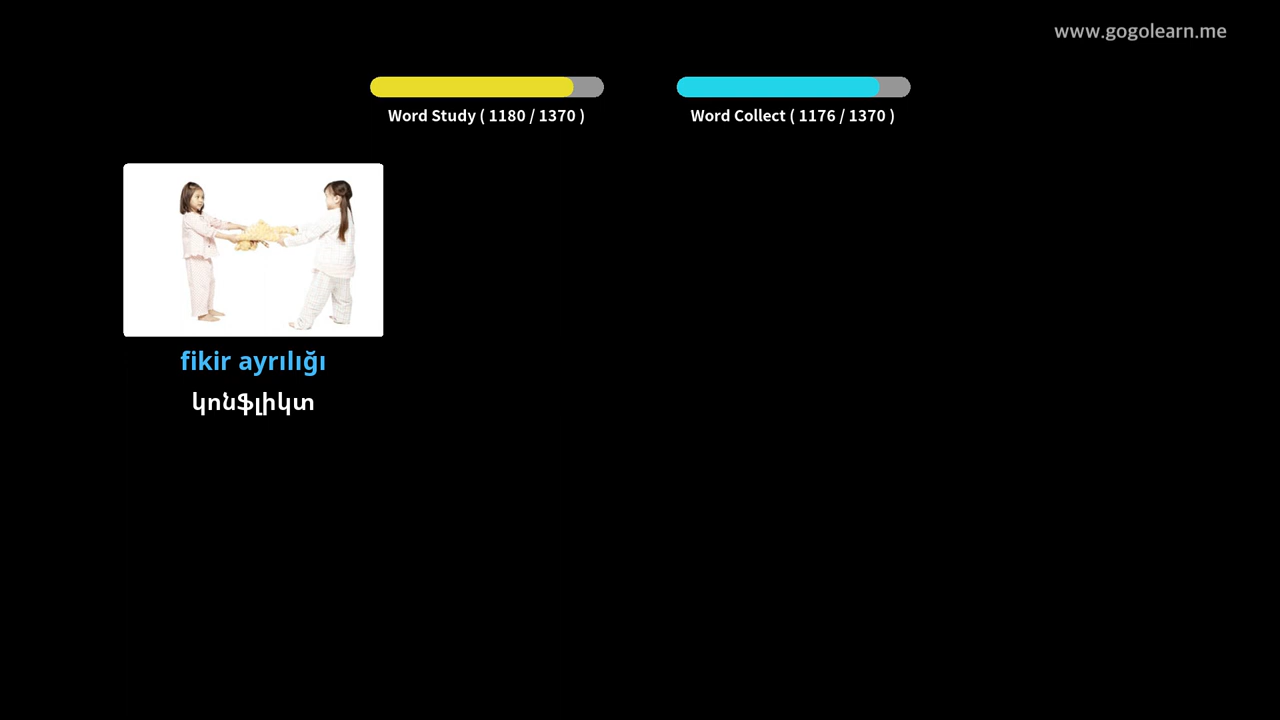 www.gogolearn.me
Word Study ( 1180 / 1370 )
Word Collect ( 1176 / 1370 )
fikir ayrılığı
կոնֆլիկտ